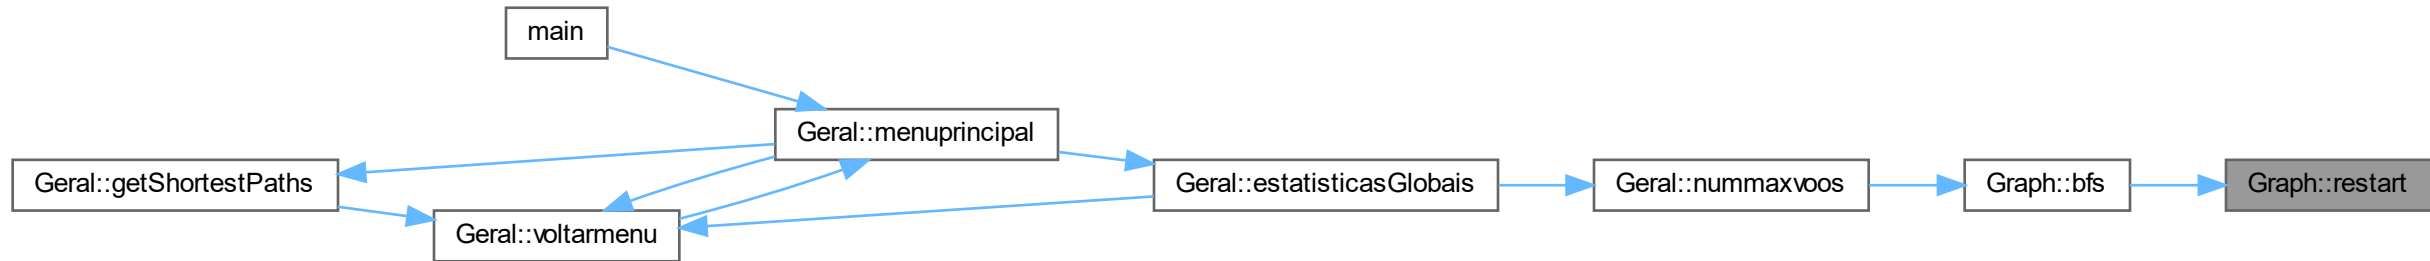 main
Geral::menuprincipal
Geral::getShortestPaths
Geral::estatisticasGlobais
Geral::nummaxvoos
Graph::bfs
Graph::restart
Geral::voltarmenu